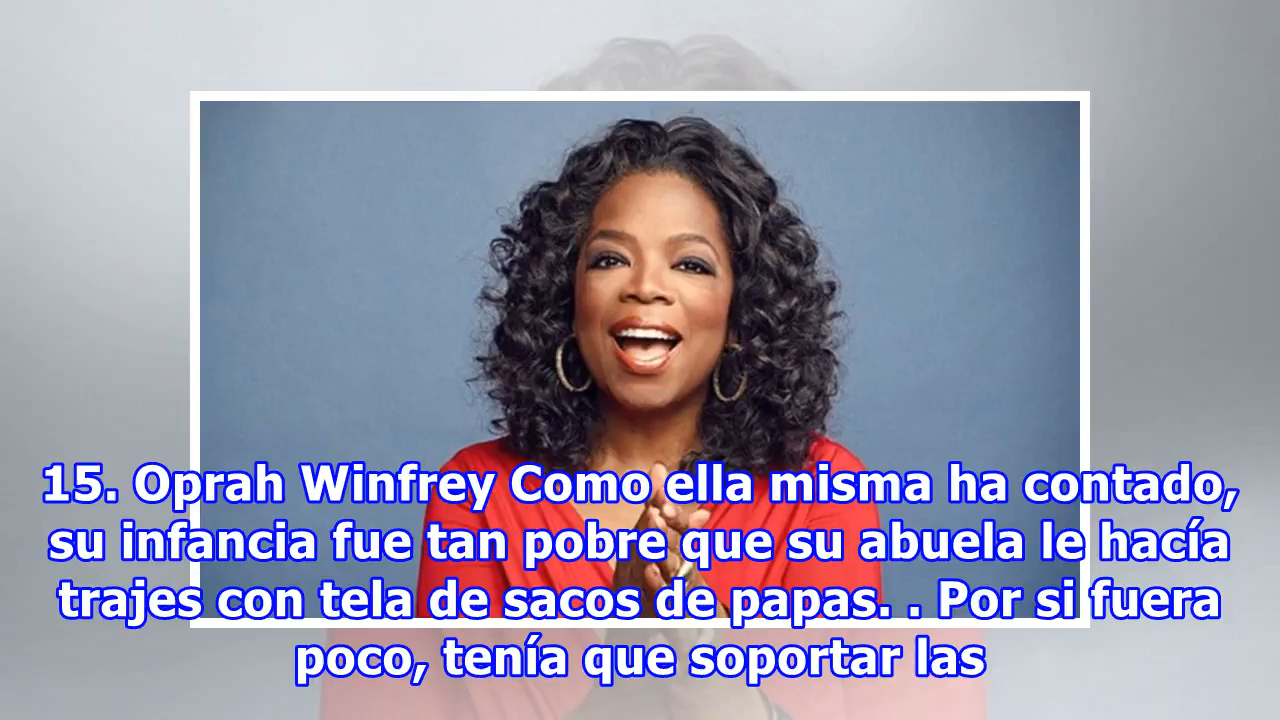 15. Oprah Winfrey Como ella misma ha contado,
su infancia fue tan pobre que su abuela le hacía
trajes con tela de sacos de papas. . Por si fuera
poco, tenía que soportar las